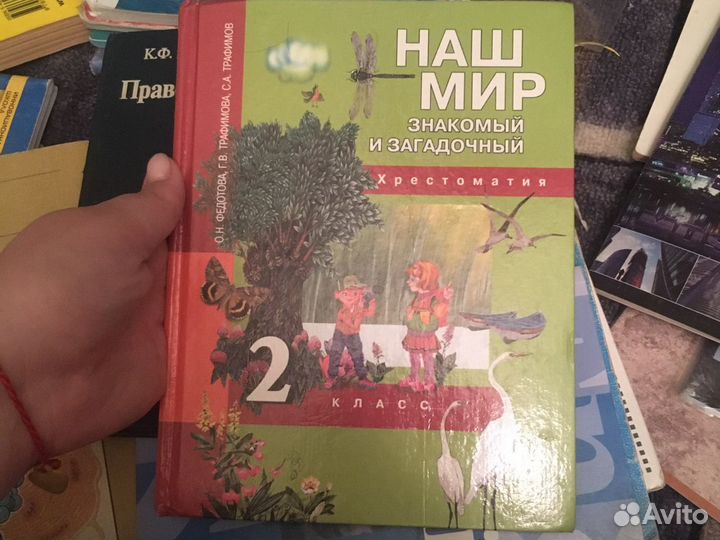 К.Ф.
Прав
О.Н. ФЕДОТОВА, Г.В. ТРАФИМОВА, С.А. ТРАФИМОВ
НАШ
МИР
ЗНАКОМЫЙ
И ЗАГАДОЧНЫЙ
Хрестоматия
2
КЛАСС
Avito